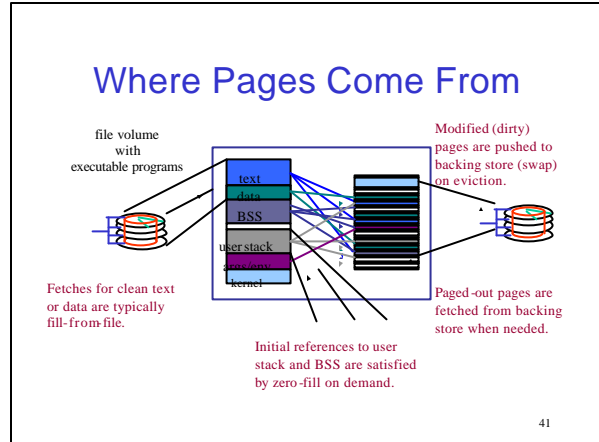 Where Pages Come From
file volume
with
executable programs
Modified (dirty)
pages are pushed to
backing store (swap)
on eviction.
text
data
BSS
user stack
args/env
kernel
Fetches for clean text
or data are typically
fill-from-file.
Paged-out pages are
fetched from backing
store when needed.
Initial references to user
stack and BSS are satisfied
by zero-fill on demand.
41